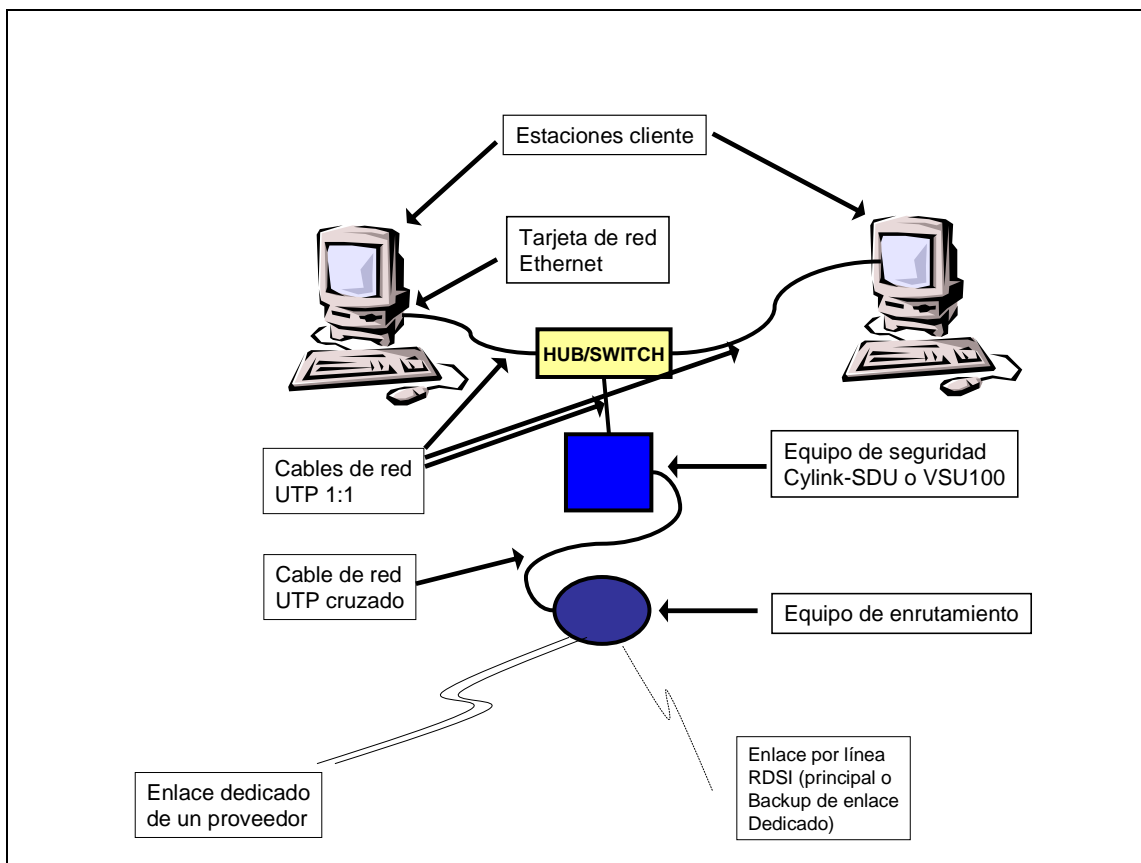 Estaciones cliente
Tarjeta de red
Ethernet
HUB/SWITCH
Cables de red
UTP 1:1
Equipo de seguridad
Cylink-SDU o VSU100
Cable de red
UTP cruzado
Equipo de enrutamiento
Enlace dedicado
de un proveedor
Enlace por línea
RDSI (principal o
Backup de enlace
Dedicado)